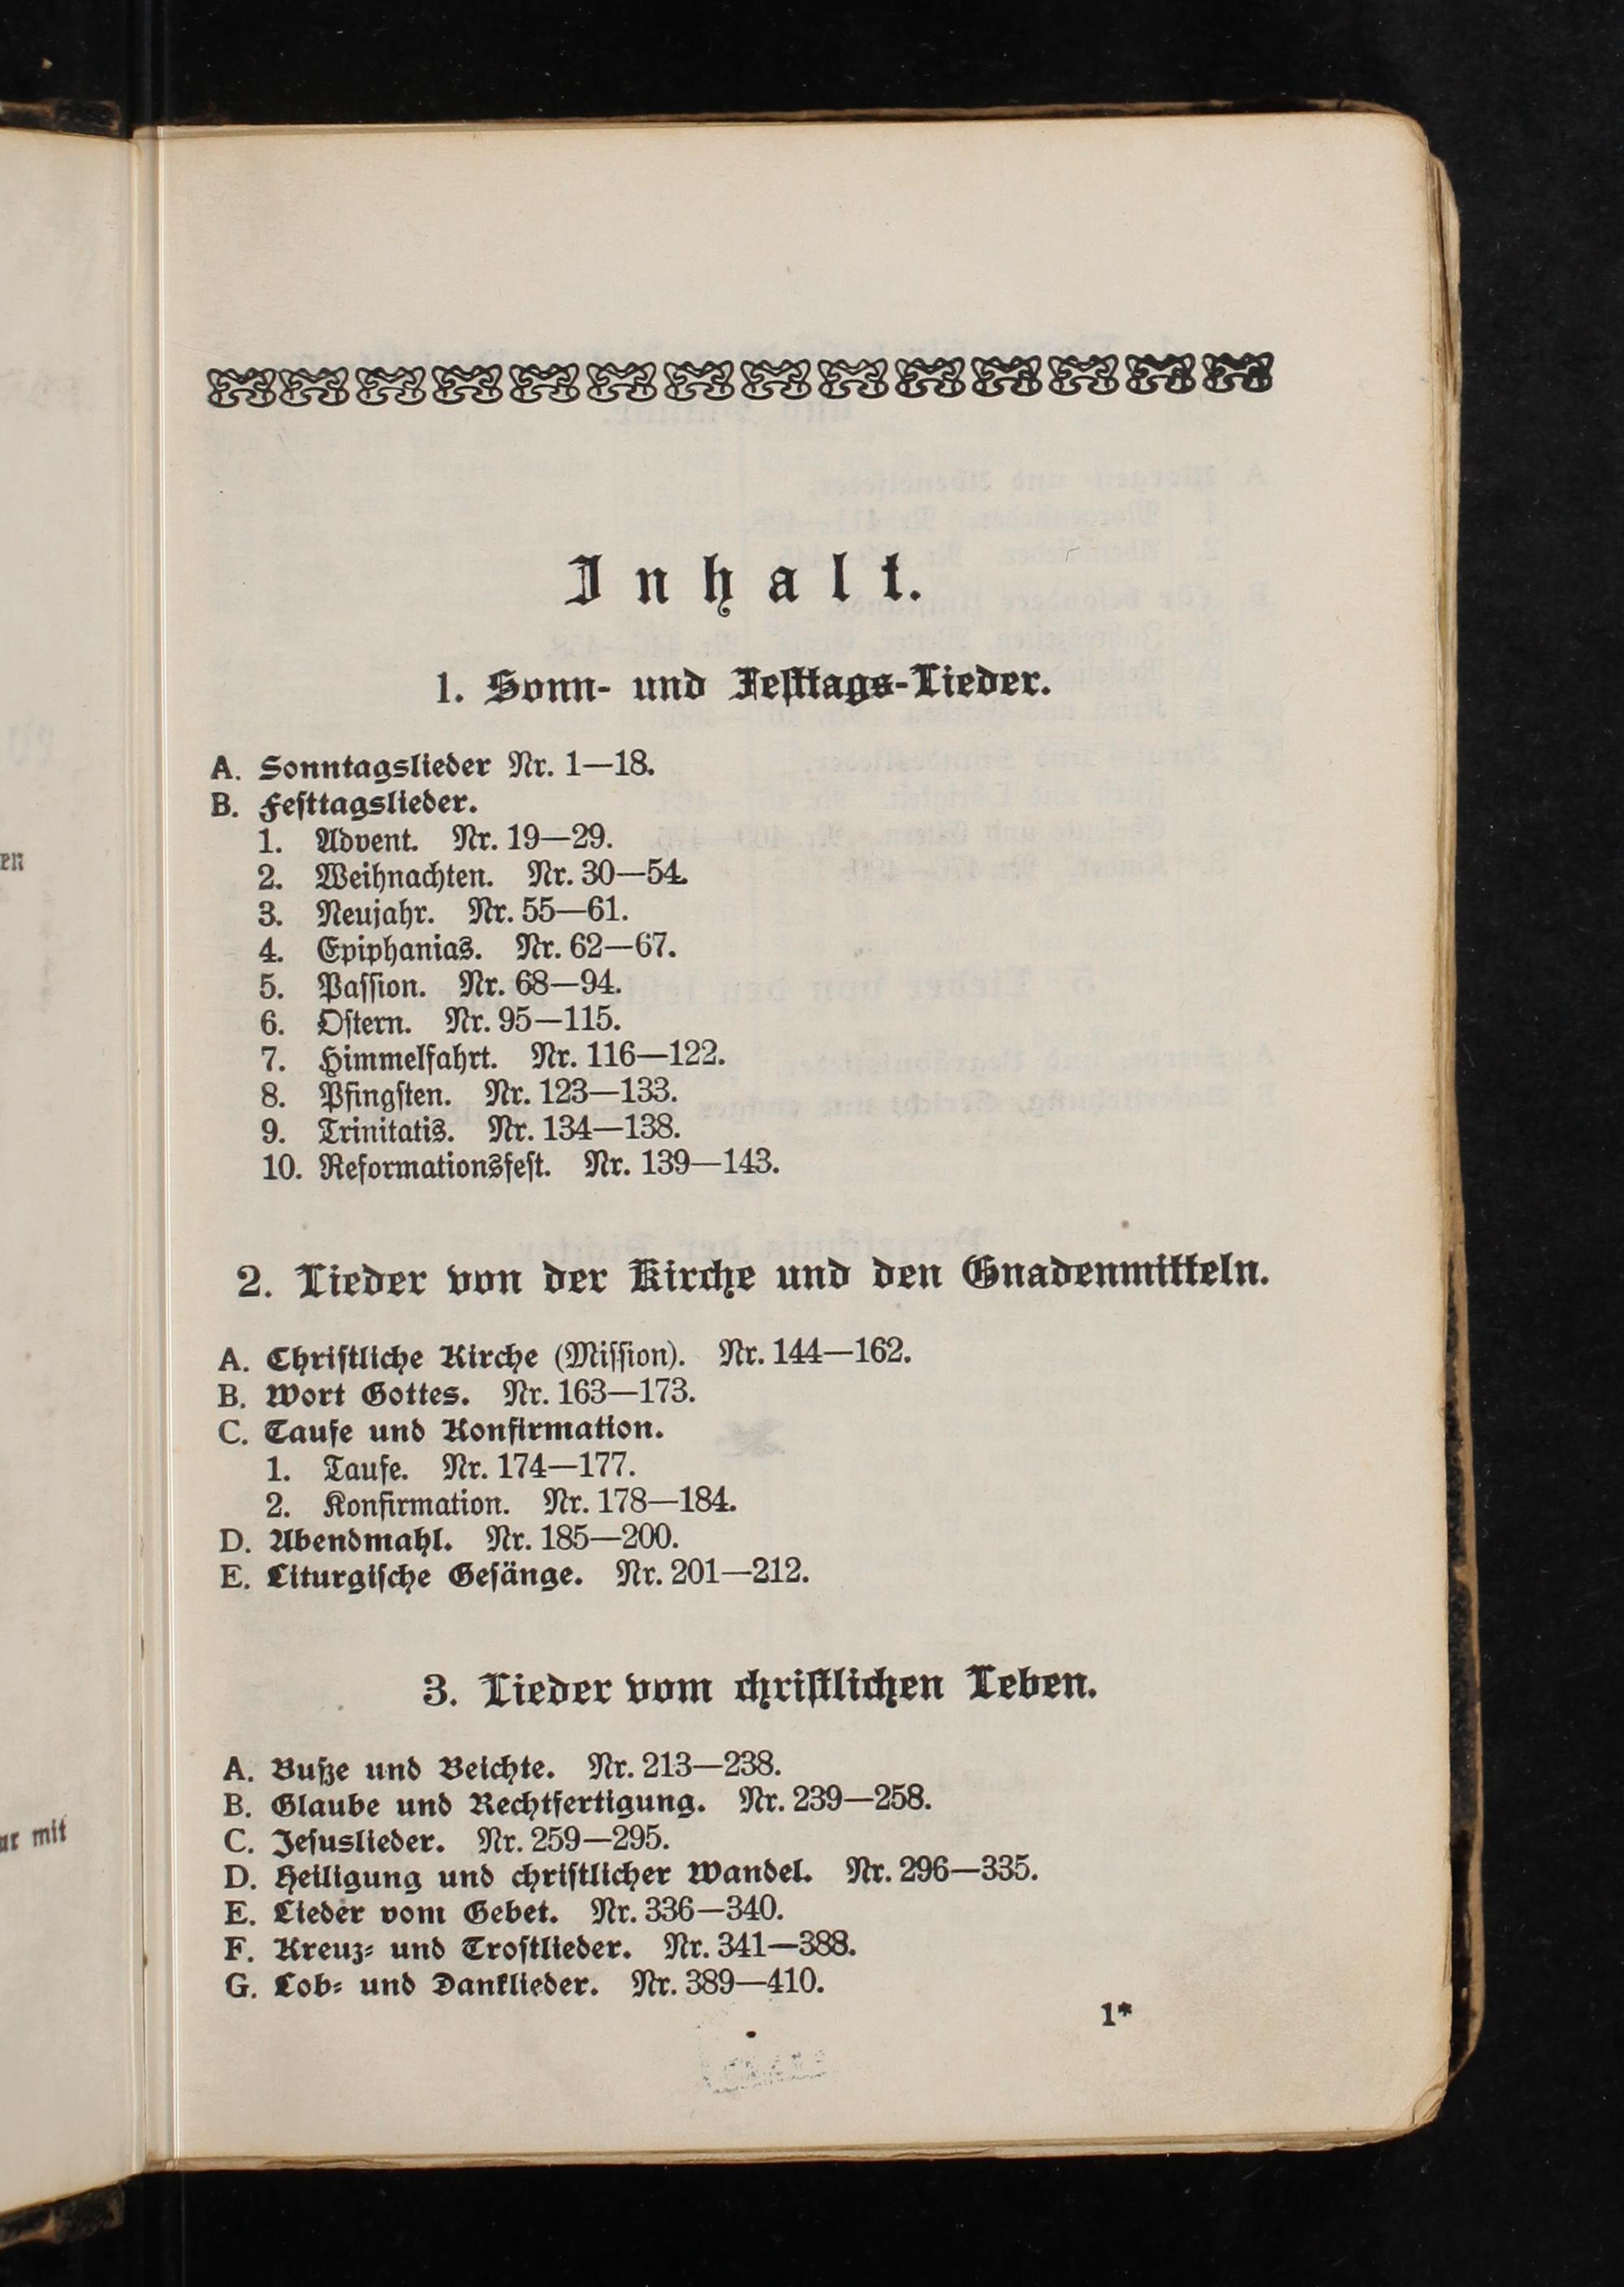 Inhalt.
1. Sonn- und Festtags-Lieder.
A. Sonntagslieder Nr. 1—18.
B. Festtagslieder.
1. Advent. Nr. 19—29.
2. Weihnachten. Nr. 30—54.
3. Neujahr. Nr. 55—61.
4. Epiphanias. Nr. 62—67.
5. Passion. Nr. 68—94.
6. Ostern. Nr. 95—115.
7. Himmelfahrt. Nr. 116—122.
8. Pfingsten. Nr. 123—133.
9. Trinitatis. Nr. 134—138.
10. Reformationsfest. Nr. 139—143.
2. Lieder von der Kirche und den Gnadenmitteln.
A. Christliche Kirche (Mission). Nr. 144—162.
B. Wort Gottes. Nr. 163—173.
C. Taufe und Konfirmation.
1. Taufe. Nr. 174—177.
2. Konfirmation. Nr. 178—184.
D. Abendmahl. Nr. 185—200.
E. Liturgische Gesänge. Nr. 201—212.
3. Lieder vom christlichen Leben.
A. Buße und Beichte. Nr. 213—238.
B. Glaube und Rechtfertigung. Nr. 239—258.
C. Jesuslieder. Nr. 259—295.
D. Heiligung und christlicher Wandel. Nr. 296—335.
E. Lieder vom Gebet. Nr. 336—340.
F. Kreuz- und Trostlieder. Nr. 341—388.
G. Lob- und Danklieder. Nr. 389—410.
1*